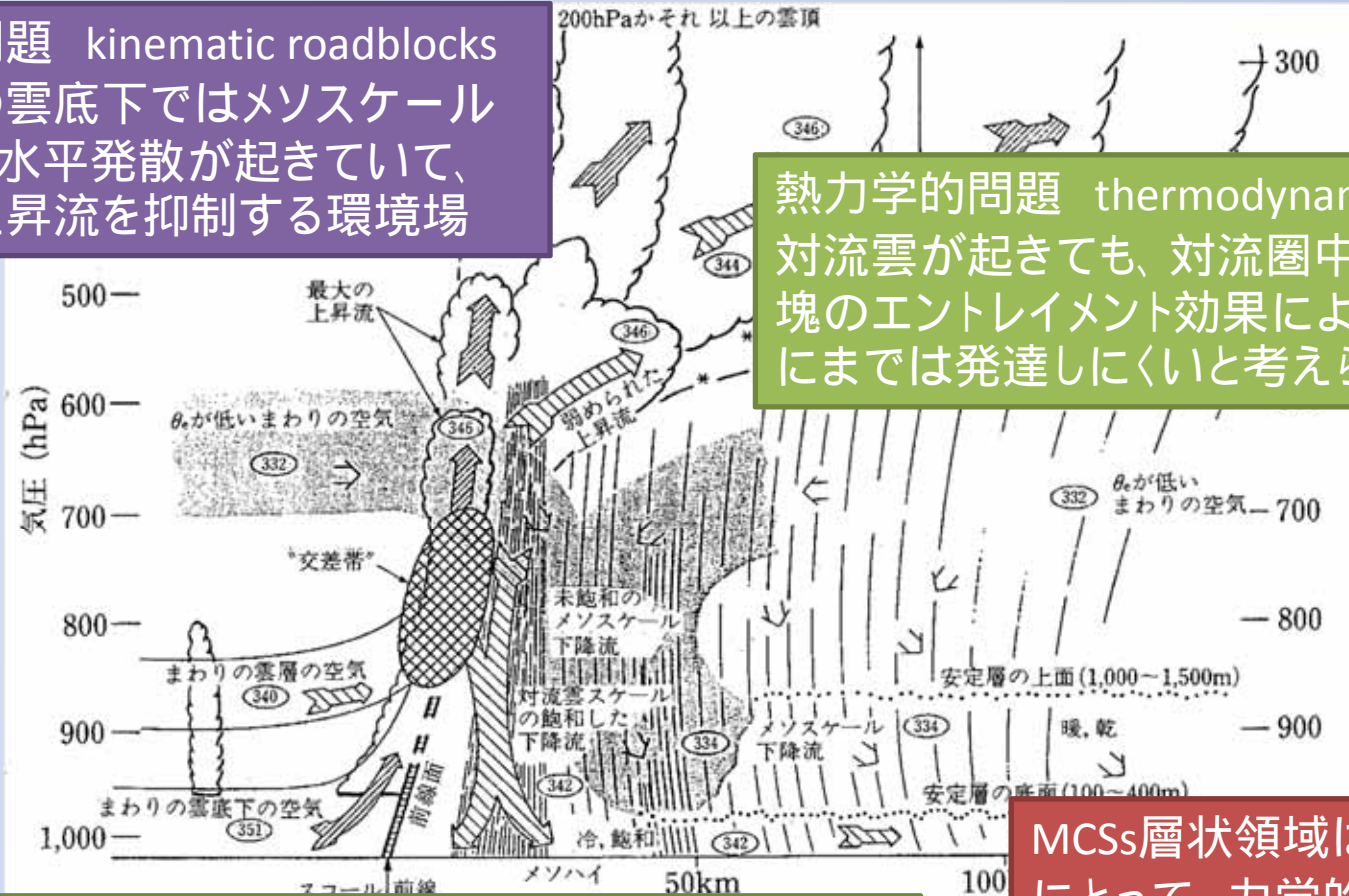 200hPaかそれ以上の雲頂
題 kinematic roadblocks
雲底下ではメソスケール
水平発散が起きていて、
昇流を抑制する環境場
300
346
344
熱力学的問題
対流雲が起きても、対流圏中
塊のエントレイメント効果によ
にまでは発達しにくいと考え
気圧 (hPa)
500
600
700
800
900
1,000
最大の
上昇流
346
346
弱められた
上昇流
θeが低いまわりの空気
332
332
θeが低い
まわりの空気
700
"交差帯"
未飽和の
メソスケール
下降流
800
まわりの雲層の空気
340
安定層の上面(1,000~1,500m)
対流雲スケール
の飽和した
下降流
334
メソスケール
下降流
334
暖,乾
900
342
安定層の底面(100~400m)
まわりの雲底下の空気
351
前線面
冷,飽和
342
スコール前線
メソハイ
50km
100
MCSs層状領域
にとって、力学的